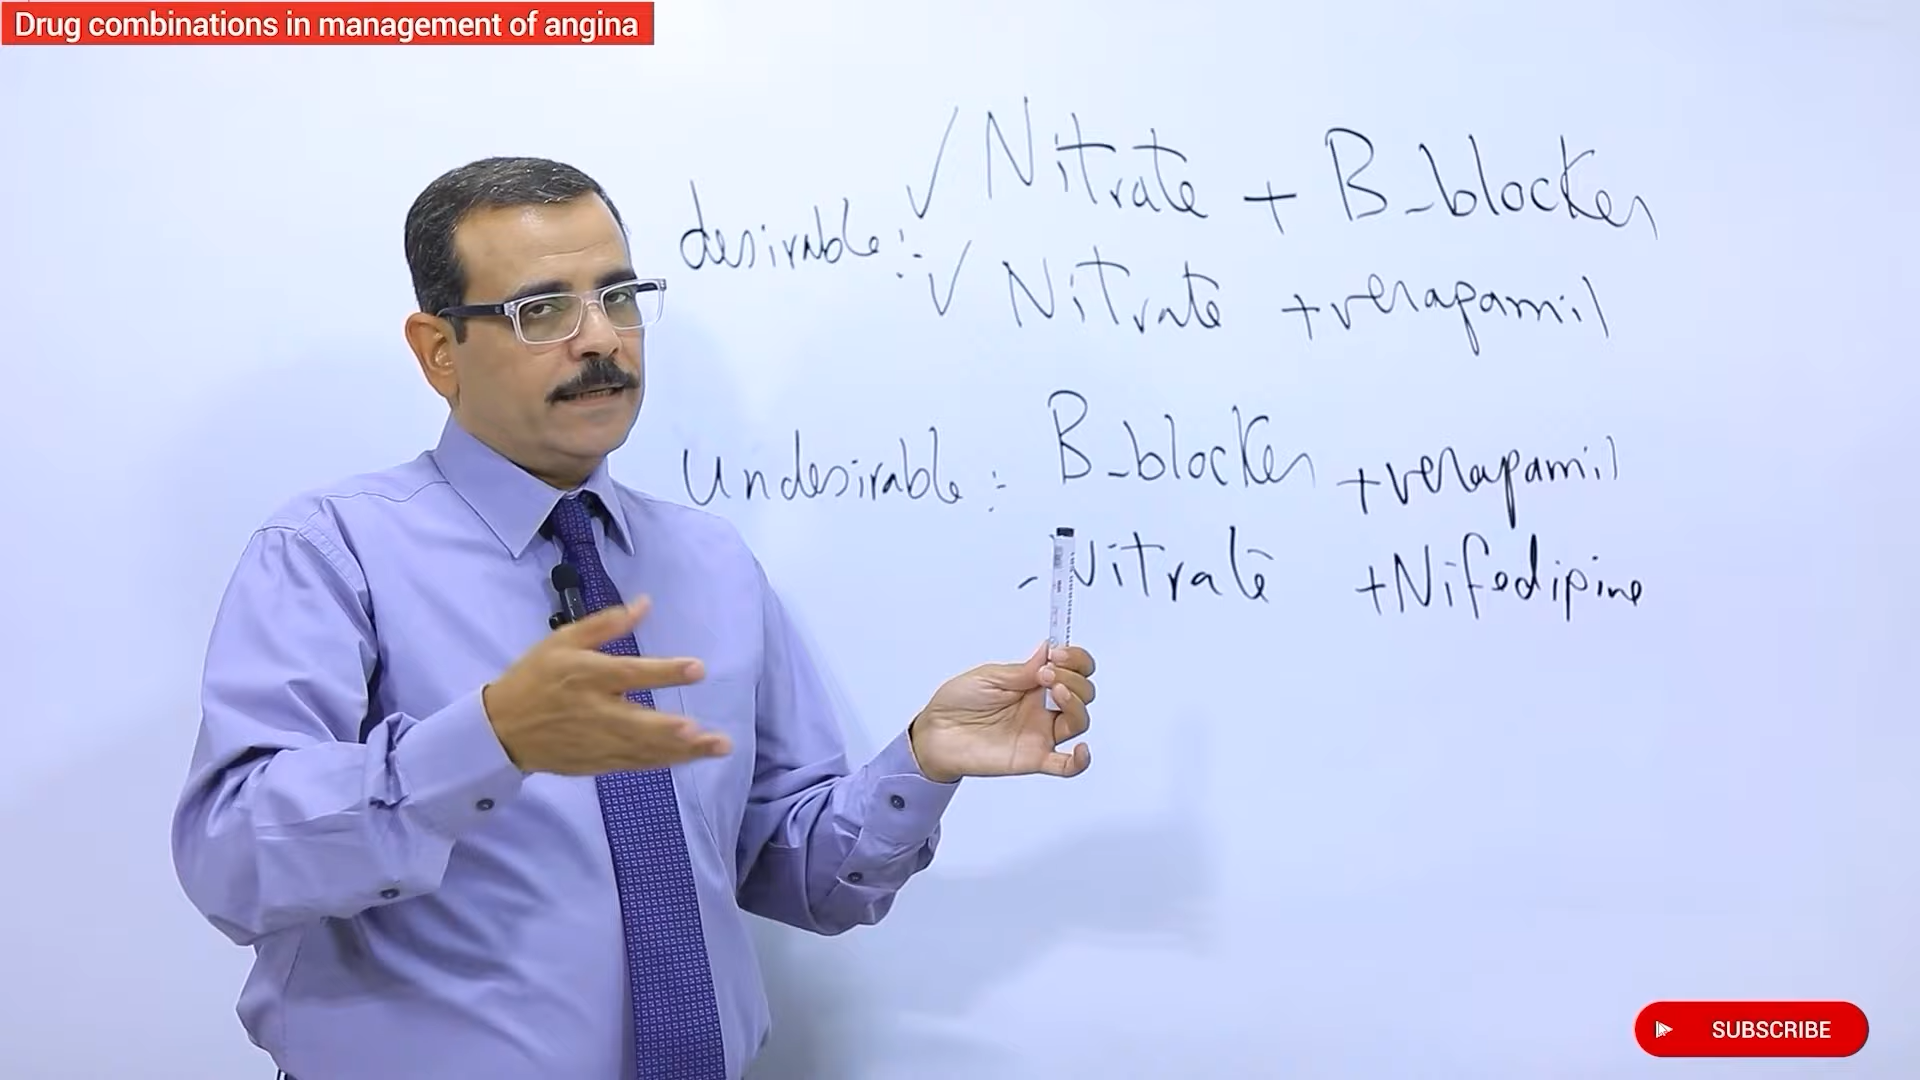 Drug combinations in management of angina
✓ Nitrate + B-blocker
desirable :
✓ Nitrate + verapamil
Undesirable : B-blocker + verapamil
- Nitrate + Nifedipine
SUBSCRIBE